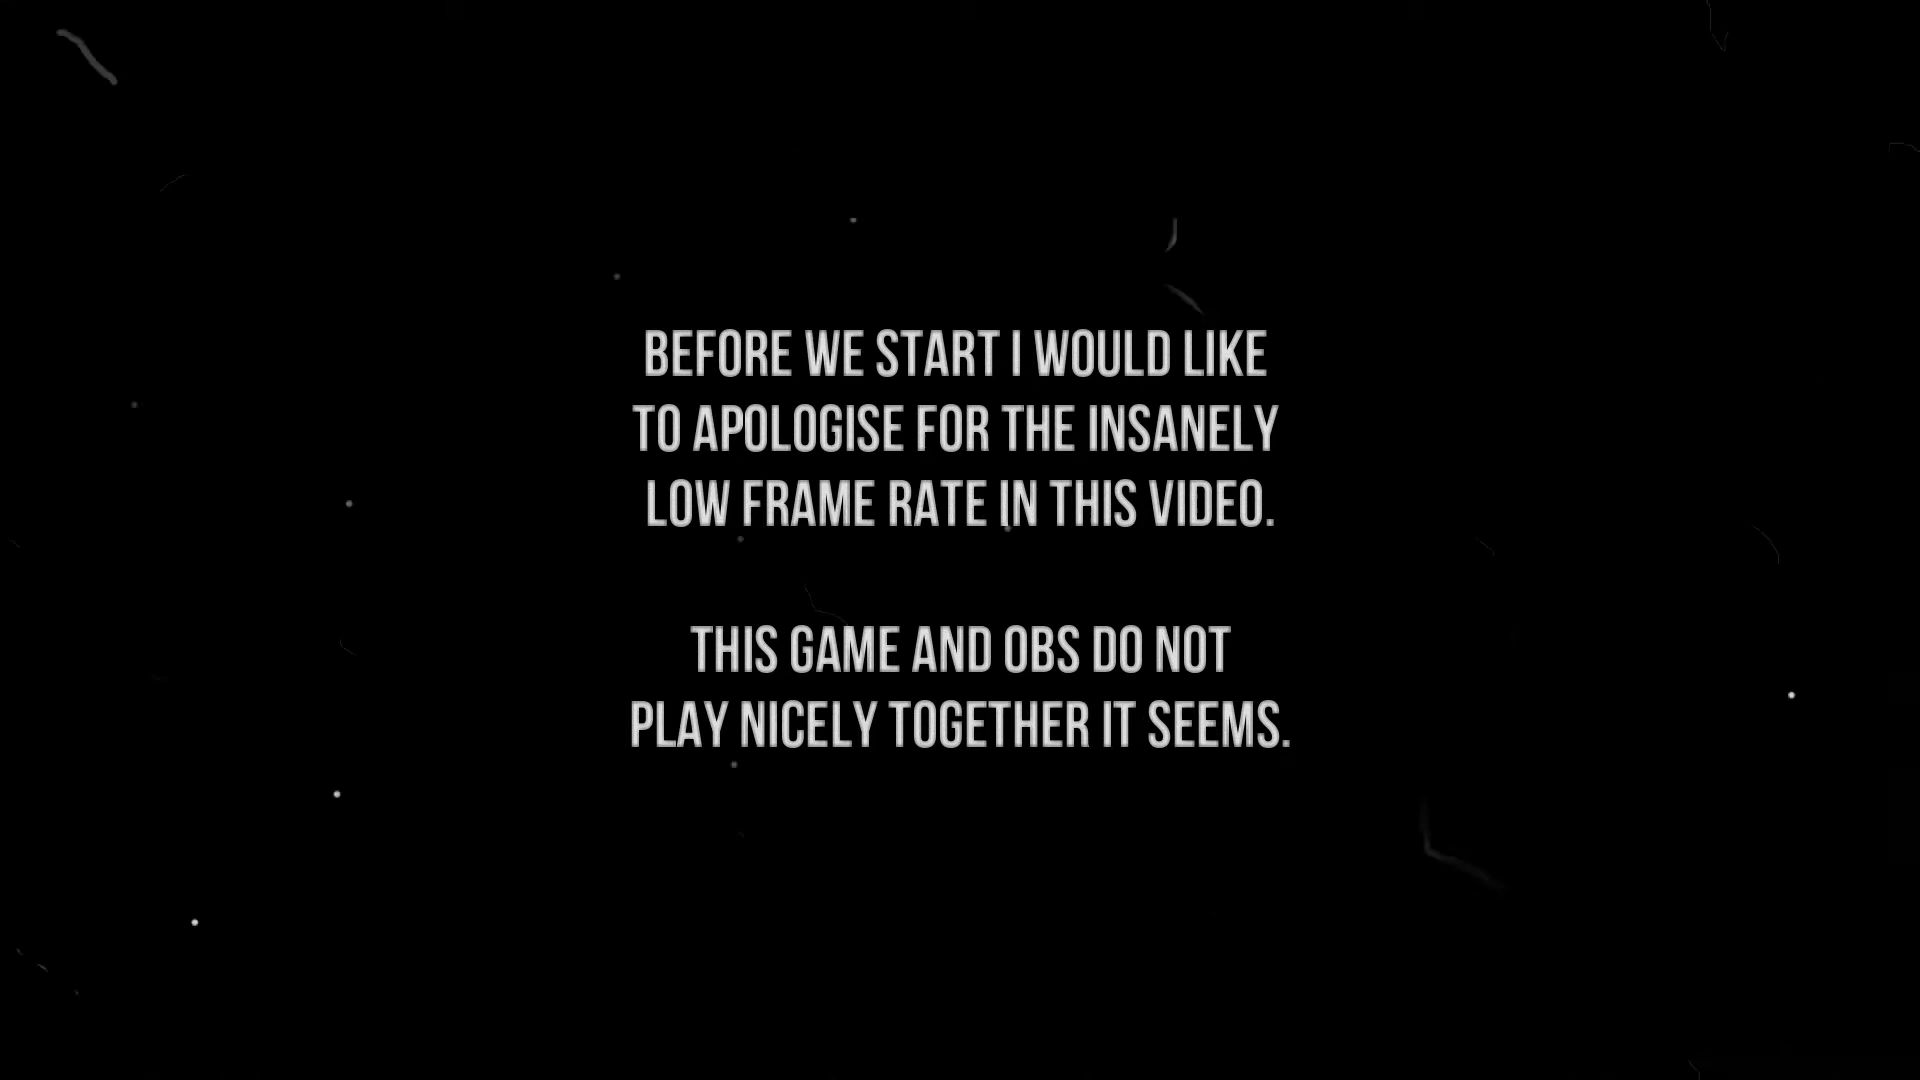 BEFORE WE START I WOULD LIKE
TO APOLOGISE FOR THE INSANELY
LOW FRAME RATE IN THIS VIDEO.
THIS GAME AND OBS DO NOT
PLAY NICELY TOGETHER IT SEEMS.